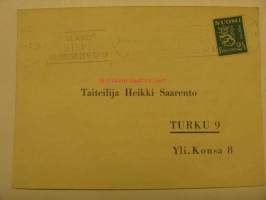 SUOMI
Taiteilija Heikki Saarento
TURKU 9
Yli.Konsa 8